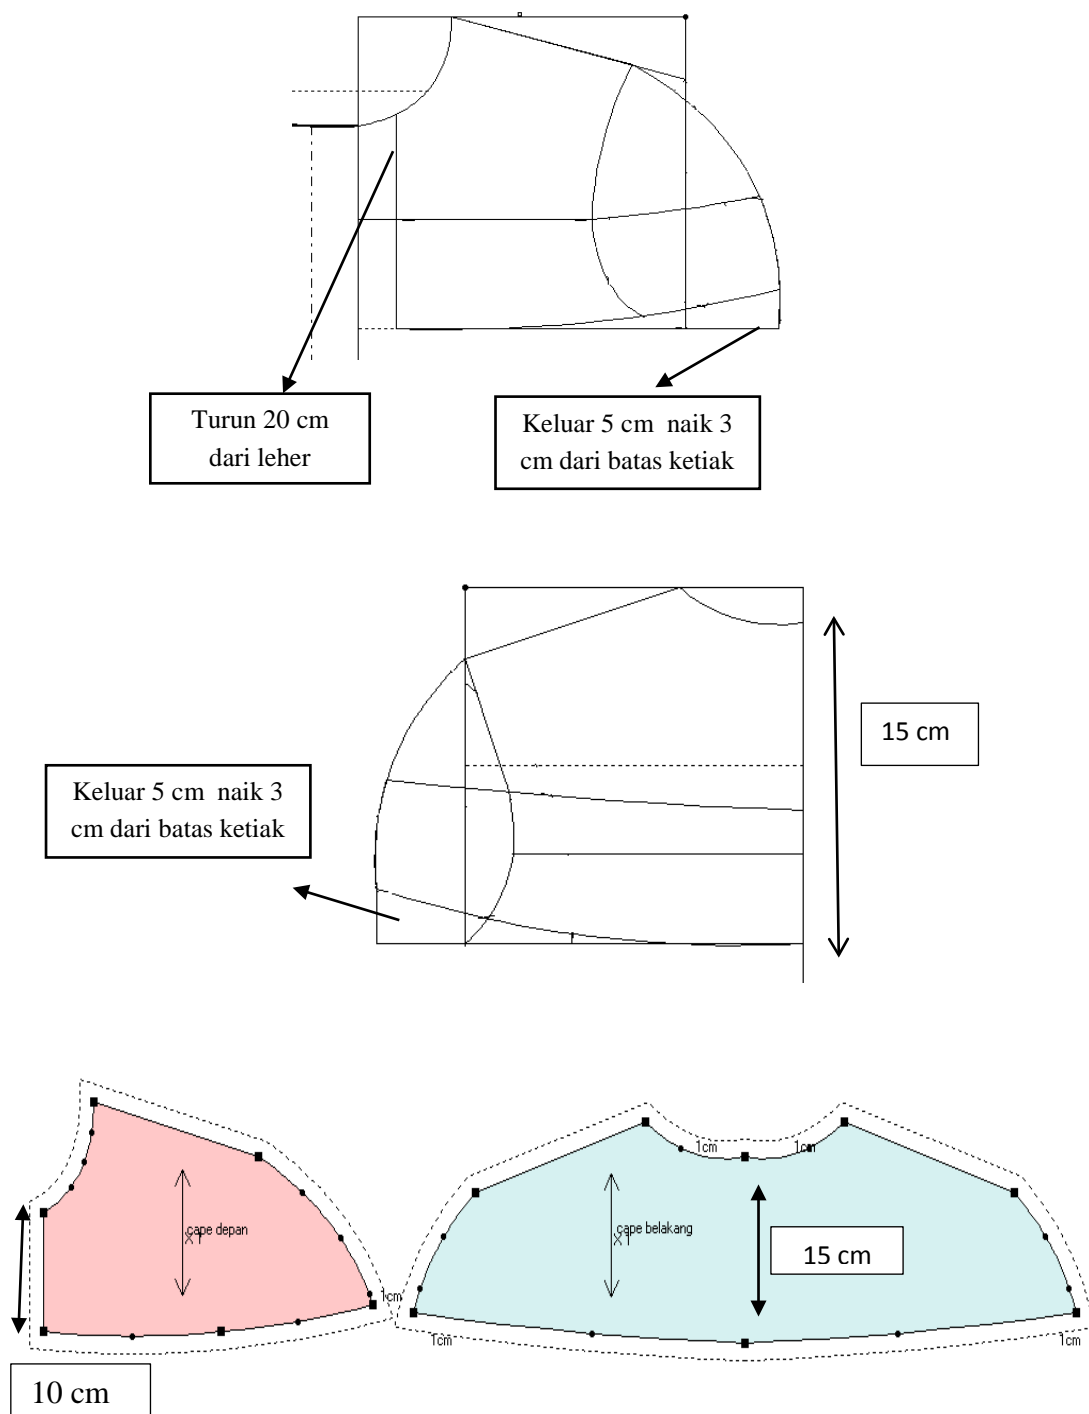 Turun 20 cm
dari leher
Keluar 5 cm naik 3
cm dari batas ketiak
15 cm
Keluar 5 cm naik 3
cm dari batas ketiak
1cm
1cm
cape depan
X 1
cape belakang
X 1
15 cm
1cm
1cm
1cm
10 cm